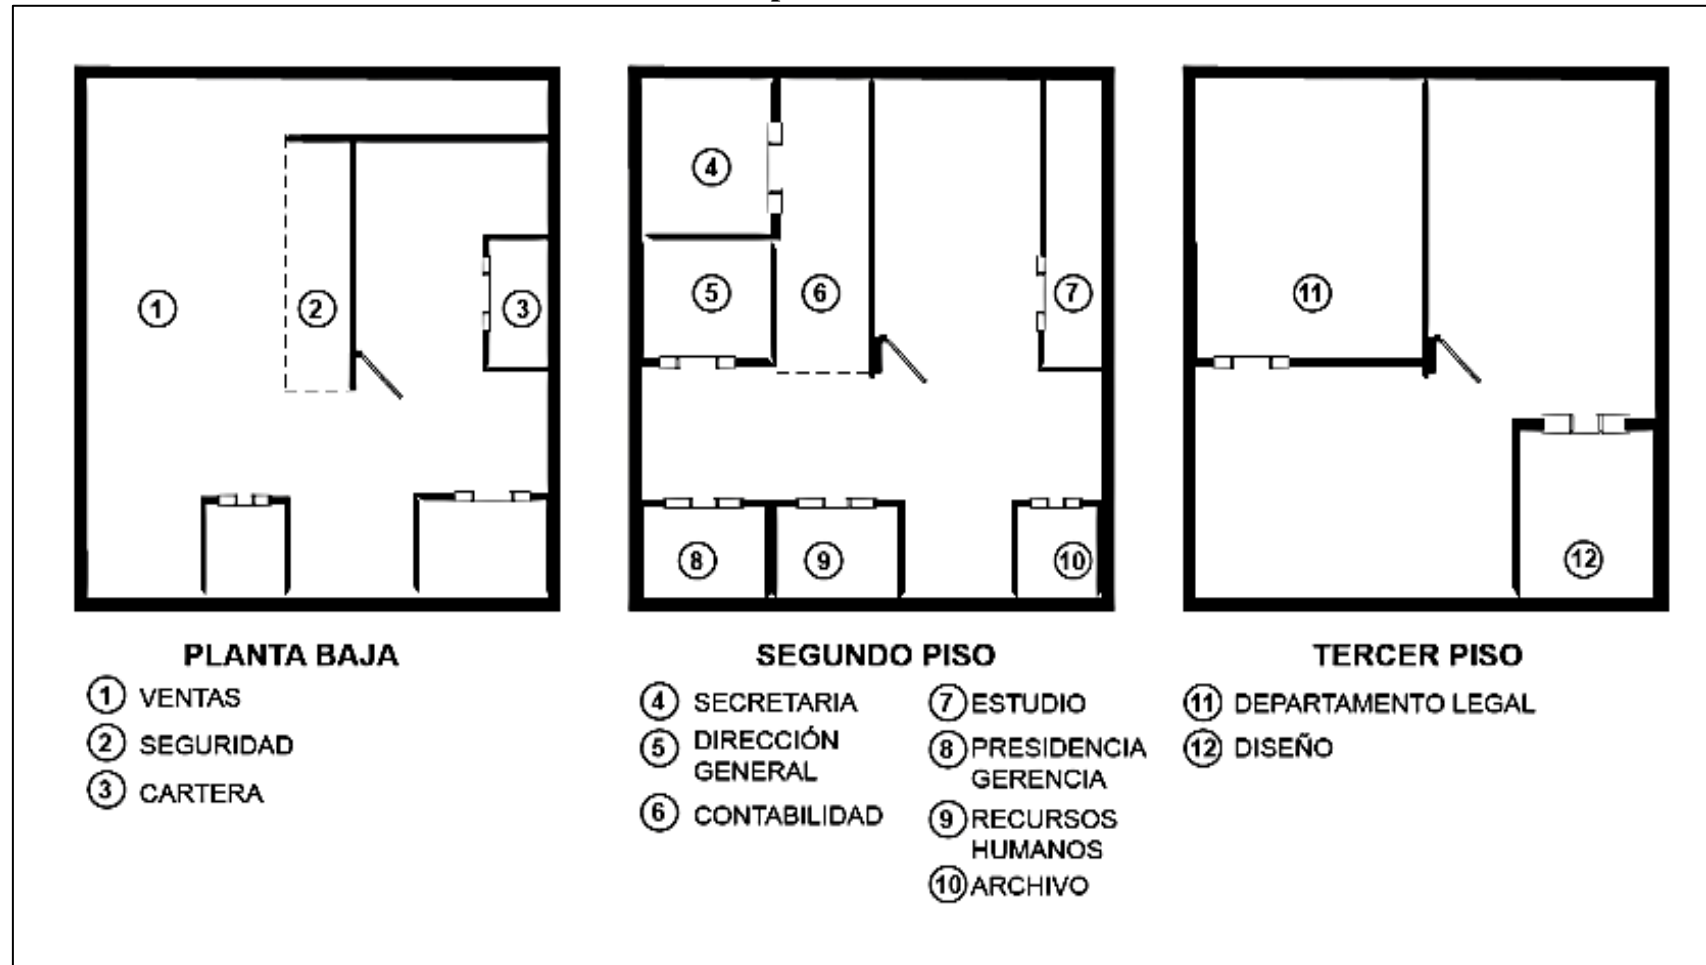 1
2
3
4
5
6
7
8
9
10
11
12
PLANTA BAJA
1 VENTAS
2 SEGURIDAD
3 CARTERA
SEGUNDO PISO
4 SECRETARIA
5 DIRECCIÓN
GENERAL
6 CONTABILIDAD
7 ESTUDIO
8 PRESIDENCIA
GERENCIA
9 RECURSOS
HUMANOS
10 ARCHIVO
TERCER PISO
11 DEPARTAMENTO LEGAL
12 DISEÑO